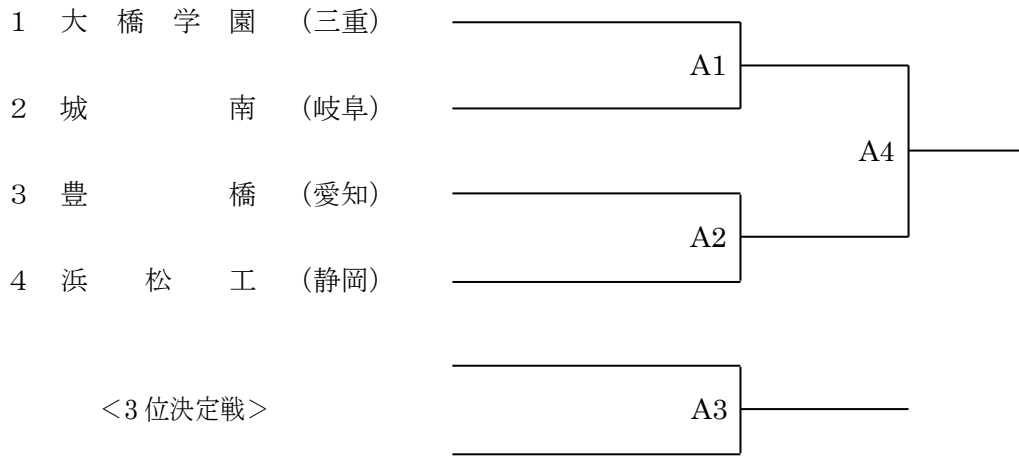 1 大橋学園 (三重)
A1
2 城南 (岐阜)
A4
3 豊橋 (愛知)
A2
4 浜松工 (静岡)
<3位決定戦>
A3